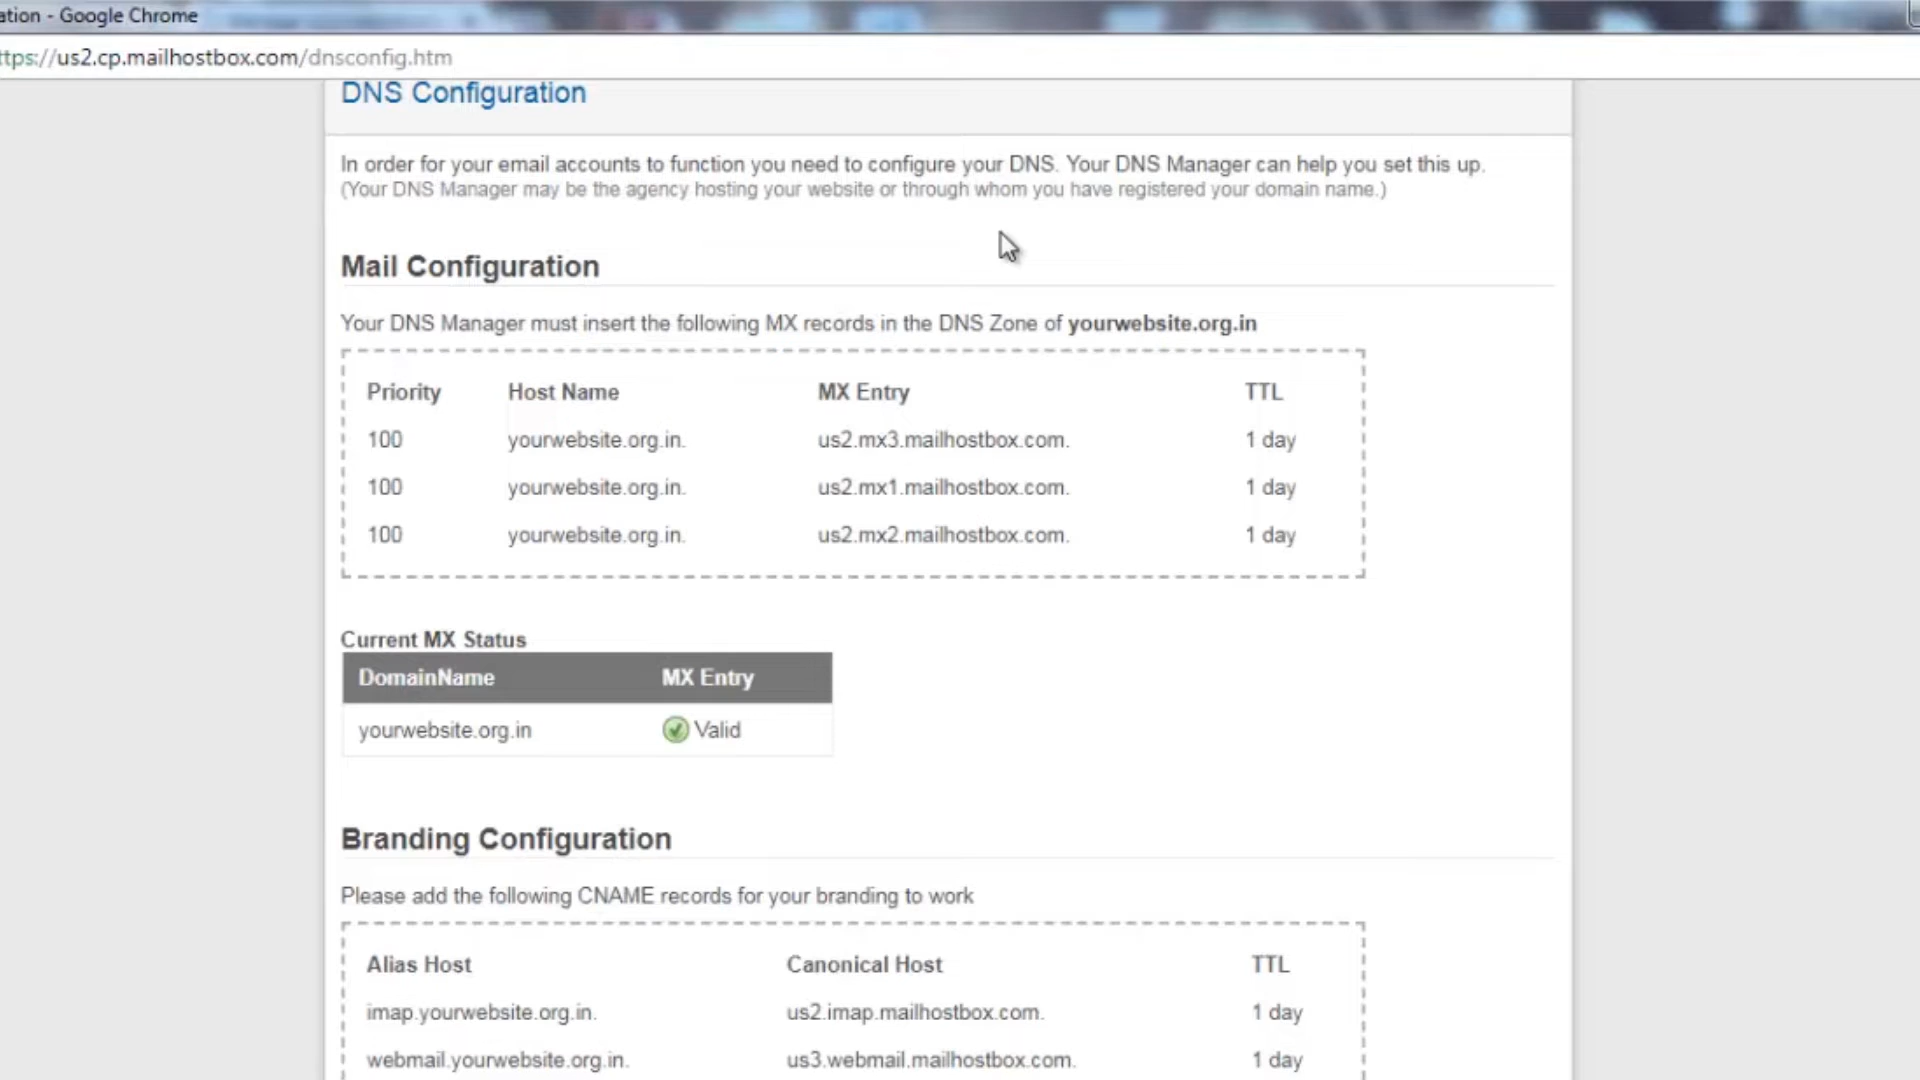 ation - Google Chrome
ttps://us2.cp.mailhostbox.com/dnsconfig.htm
DNS Configuration
In order for your email accounts to function you need to configure your DNS. Your DNS Manager can help you set this up.
(Your DNS Manager may be the agency hosting your website or through whom you have registered your domain name.)
Mail Configuration
Your DNS Manager must insert the following MX records in the DNS Zone of yourwebsite.org.in
Priority Host Name MX Entry TTL
100 yourwebsite.org.in. us2.mx3.mailhostbox.com. 1 day
100 yourwebsite.org.in. us2.mx1.mailhostbox.com. 1 day
100 yourwebsite.org.in. us2.mx2.mailhostbox.com. 1 day
Current MX Status
DomainName MX Entry
yourwebsite.org.in Valid
Branding Configuration
Please add the following CNAME records for your branding to work
Alias Host Canonical Host TTL
imap.yourwebsite.org.in. us2.imap.mailhostbox.com. 1 day
webmail.yourwebsite.org.in. us3.webmail.mailhostbox.com. 1 day